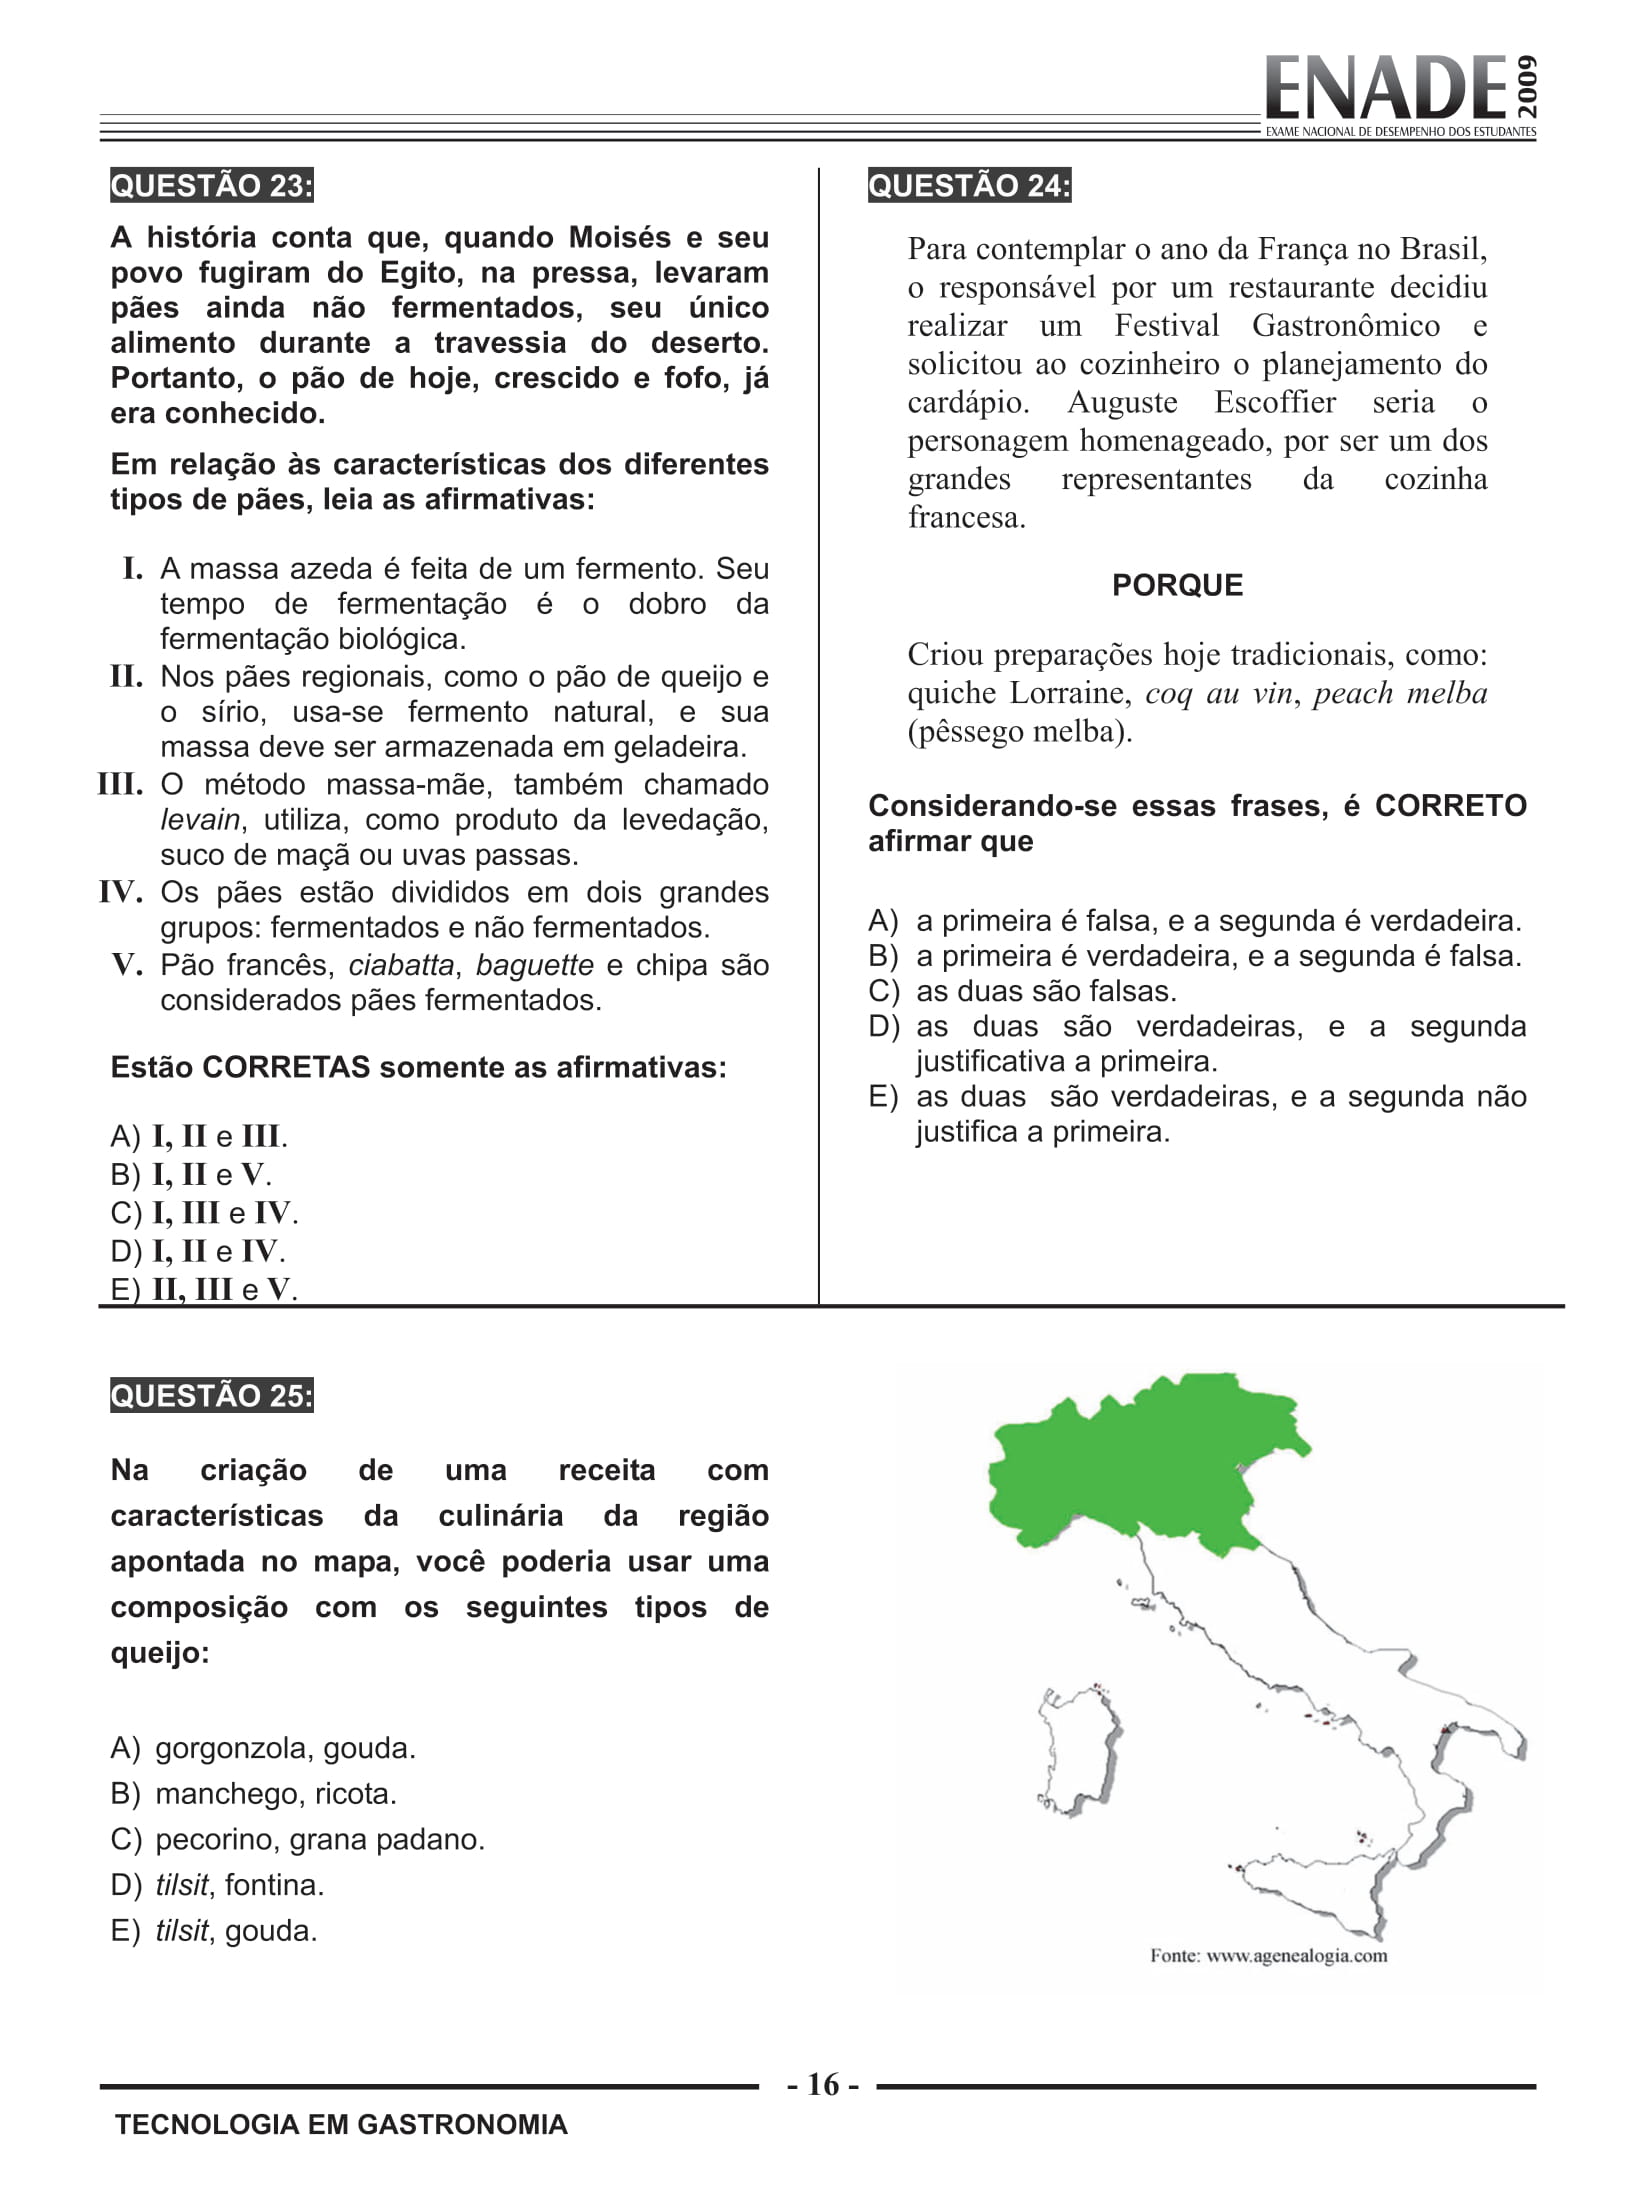 ENADE 2009
EXAME NACIONAL DE DESEMPENHO DOS ESTUDANTES
QUESTÃO 23:
A história conta que, quando Moisés e seu
povo fugiram do Egito, na pressa, levaram
pães ainda não fermentados, seu único
alimento durante a travessia do deserto.
Portanto, o pão de hoje, crescido e fofo, já
era conhecido.
Em relação às características dos diferentes
tipos de pães, leia as afirmativas:
I. A massa azeda é feita de um fermento. Seu
tempo de fermentação é o dobro da
fermentação biológica.
II. Nos pães regionais, como o pão de queijo e
o sírio, usa-se fermento natural, e sua
massa deve ser armazenada em geladeira.
III. O método massa-mãe, também chamado
levain, utiliza, como produto da levedação,
suco de maçã ou uvas passas.
IV. Os pães estão divididos em dois grandes
grupos: fermentados e não fermentados.
V. Pão francês, ciabatta, baguette e chipa são
considerados pães fermentados.
Estão CORRETAS somente as afirmativas:
A) I, II e III.
B) I, II e V.
C) I, III e IV.
D) I, II e IV.
E) II, III e V.
QUESTÃO 24:
Para contemplar o ano da França no Brasil,
o responsável por um restaurante decidiu
realizar um Festival Gastronômico e
solicitou ao cozinheiro o planejamento do
cardápio. Auguste Escoffier seria o
personagem homenageado, por ser um dos
grandes representantes da cozinha
francesa.
PORQUE
Criou preparações hoje tradicionais, como:
quiche Lorraine, coq au vin, peach melba
(pêssego melba).
Considerando-se essas frases, é CORRETO
afirmar que
A) a primeira é falsa, e a segunda é verdadeira.
B) a primeira é verdadeira, e a segunda é falsa.
C) as duas são falsas.
D) as duas são verdadeiras, e a segunda
justificativa a primeira.
E) as duas são verdadeiras, e a segunda não
justifica a primeira.
QUESTÃO 25:
Na criação de uma receita com
características da culinária da região
apontada no mapa, você poderia usar uma
composição com os seguintes tipos de
queijo:
A) gorgonzola, gouda.
B) manchego, ricota.
C) pecorino, grana padano.
D) tilsit, fontina.
E) tilsit, gouda.
Fonte: www.agenealogia.com
- 16 -
TECNOLOGIA EM GASTRONOMIA